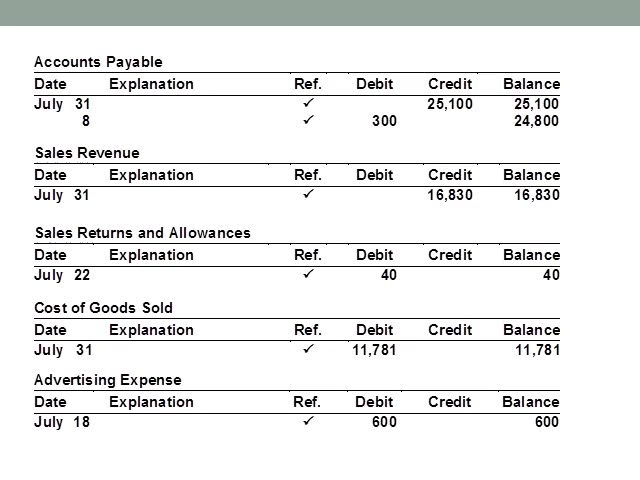 Accounts Payable
Date Explanation Ref. Debit Credit Balance
July 31 ✓ 25,100 25,100
8 ✓ 300 24,800
Sales Revenue
Date Explanation Ref. Debit Credit Balance
July 31 ✓ 16,830 16,830
Sales Returns and Allowances
Date Explanation Ref. Debit Credit Balance
July 22 ✓ 40 40
Cost of Goods Sold
Date Explanation Ref. Debit Credit Balance
July 31 ✓ 11,781 11,781
Advertising Expense
Date Explanation Ref. Debit Credit Balance
July 18 ✓ 600 600